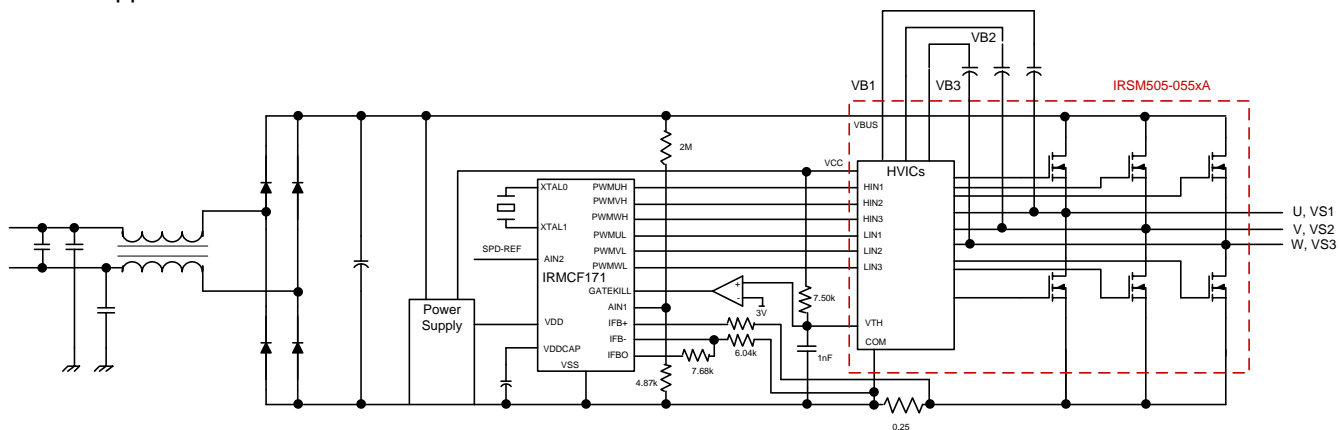 VB2
VB1
VB3
IRSM505-055xA
VBUS
2M
VCC
HVICs
XTAL0
PWMUH
HIN1
PWMVH
HIN2
PWMWH
HIN3
U, VS1
XTAL1
PWMUL
LIN1
V, VS2
SPD-REF
PWMVL
LIN2
W, VS3
AIN2
PWMWL
LIN3
IRMCF171
GATEKILL
+
-
3V
7.50k
Power
Supply
AIN1
VDD
IFB+
VTH
IFB-
6.04k
COM
VDDCAP
IFBO
7.68k
1nF
VSS
4.87k
0.25